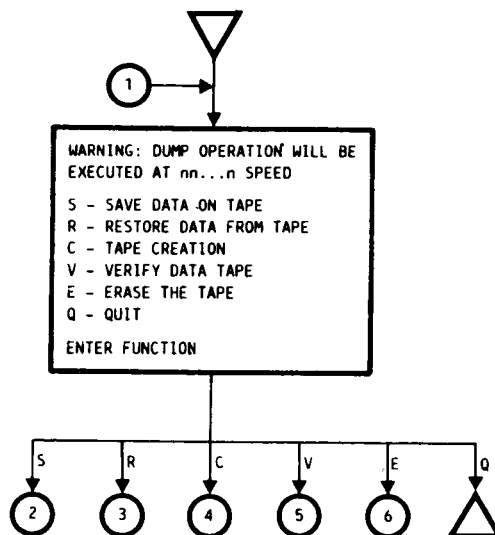 1
WARNING: DUMP OPERATION WILL BE
EXECUTED AT nn...n SPEED
S - SAVE DATA ON TAPE
R - RESTORE DATA FROM TAPE
C - TAPE CREATION
V - VERIFY DATA TAPE
E - ERASE THE TAPE
Q - QUIT
ENTER FUNCTION
S R C V E Q
2 3 4 5 6